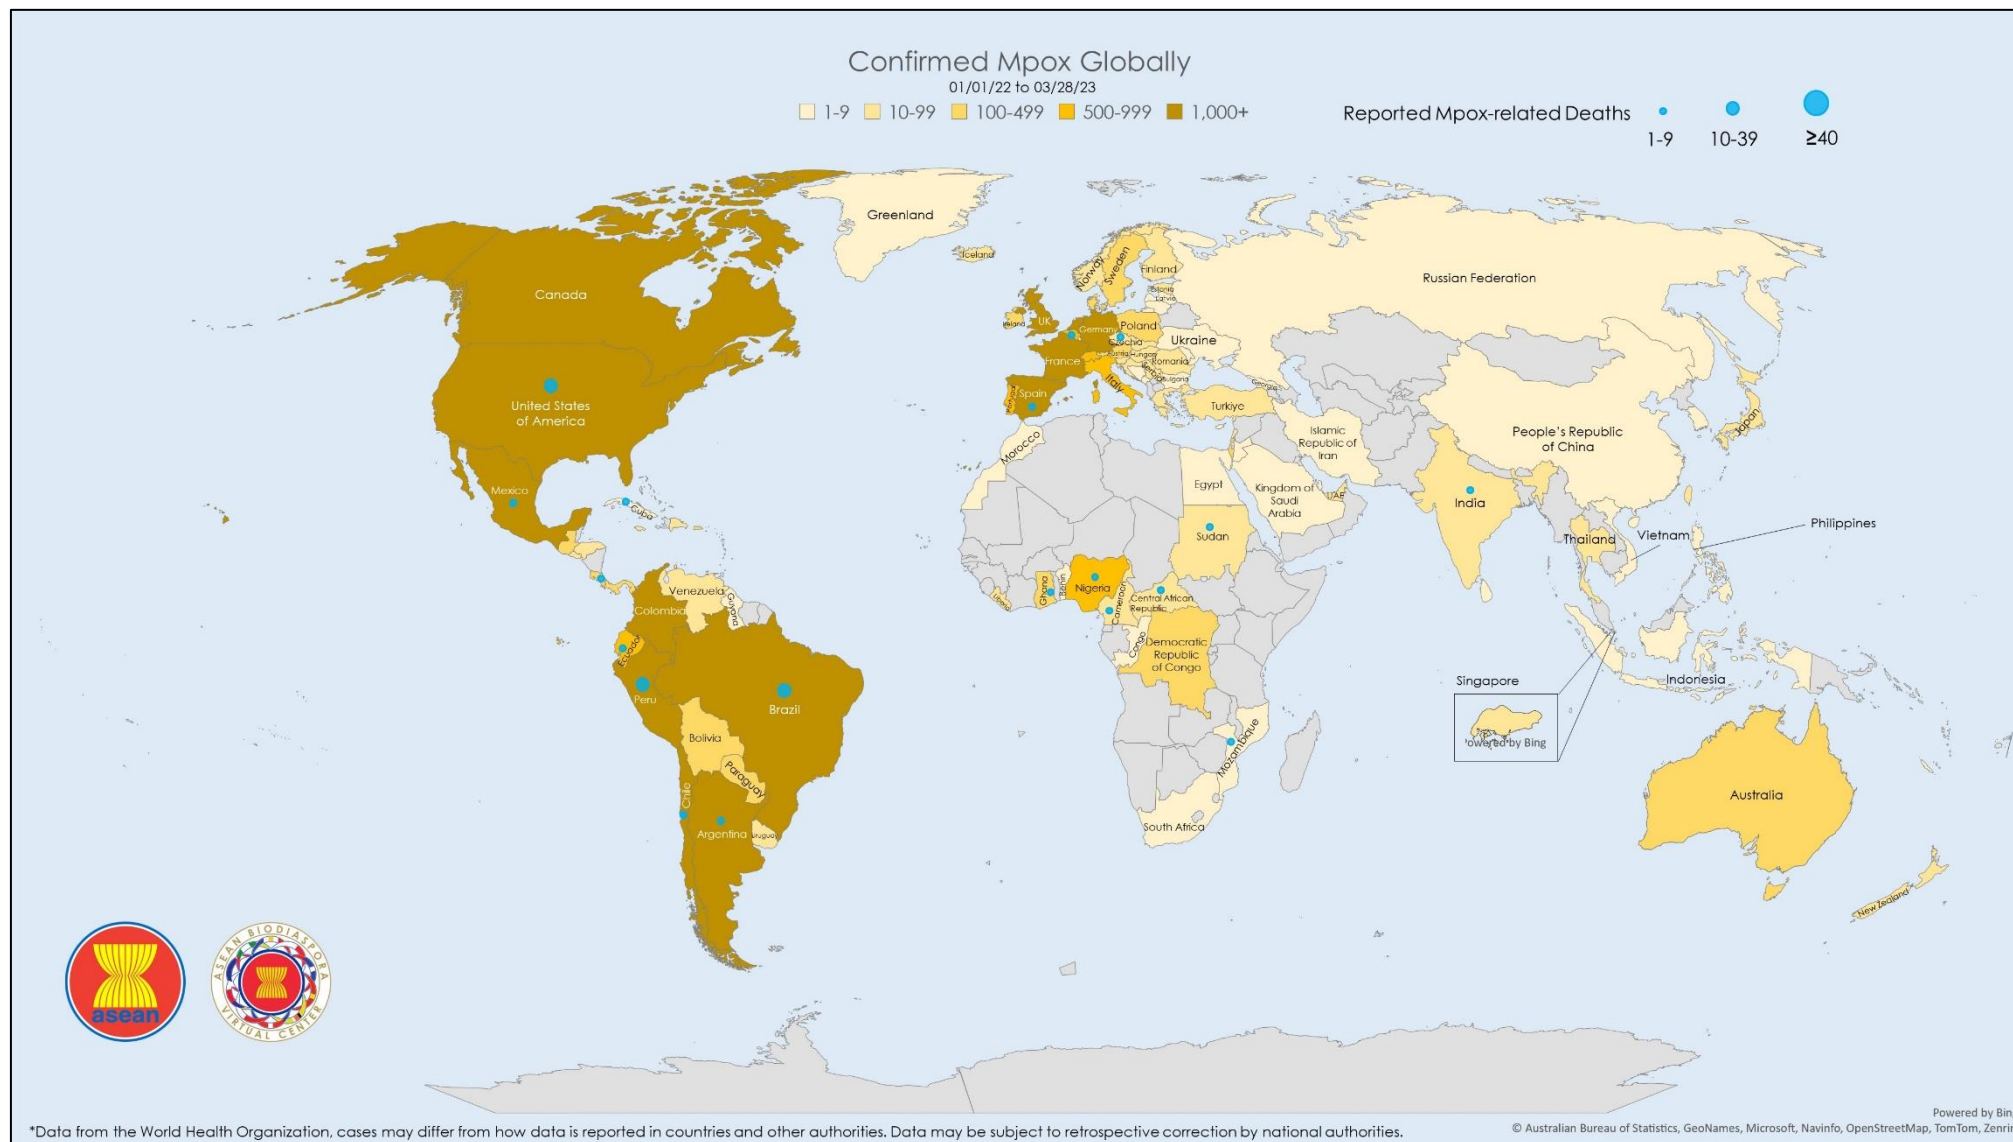 Confirmed Mpox Globally
01/01/22 to 03/28/23
1-9 10-99 100-499 500-999 1,000+
Reported Mpox-related Deaths
1-9 10-39 ≥40
Greenland
Iceland
Norway
Sweden
Finland
Russian Federation
Canada
Estonia
Latvia
Ireland
UK
Germany
Poland
Czechia
Ukraine
France
Austria
Hungary
Romania
Serbia
Bulgaria
Italy
Georgia
Spain
Portugal
United States
of America
Turkiye
Islamic
Republic of
Iran
People's Republic
of China
Japan
Morocco
Mexico
Cuba
Egypt
Kingdom of
Saudi
Arabia
UAE
India
Sudan
Thailand
Vietnam
Philippines
Venezuela
Guyana
Colombia
Liberia
Ghana
Benin
Nigeria
Cameroon
Central African
Republic
Ecuador
Congo
Democratic
Republic
of Congo
Singapore
Indonesia
Peru
Brazil
Bolivia
Paraguay
Powered by Bing
Mozambique
Australia
Chile
Argentina
Uruguay
South Africa
New Zealand
asean
ASEAN BIODIASPORA
VIRTUAL CENTER
Powered by Bin
*Data from the World Health Organization, cases may differ from how data is reported in countries and other authorities. Data may be subject to retrospective correction by national authorities.
© Australian Bureau of Statistics, GeoNames, Microsoft, Navinfo, OpenStreetMap, TomTom, Zenrin